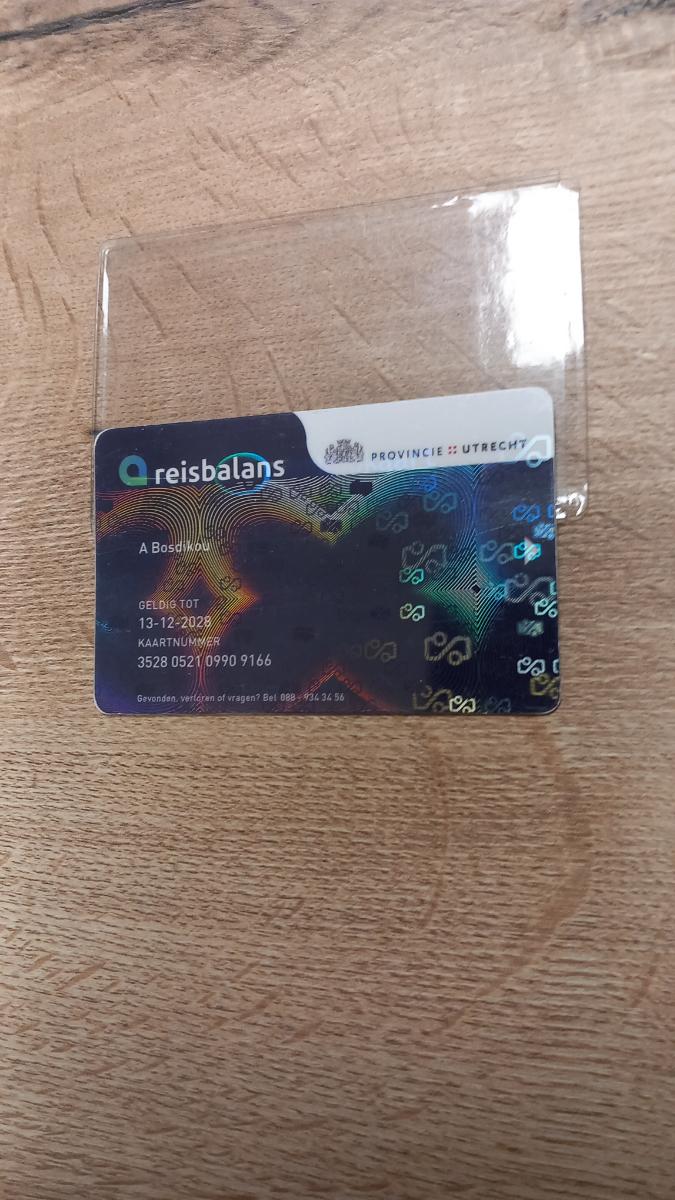 reisbalans
PROVINCIE :: UTRECHT
A Bosdikou
GELDIG TOT
13-12-2028
KAARTNUMMER
3528 0521 0990 9166
Gevonden, verloren of vragen? Bel 088 - 934 34 56